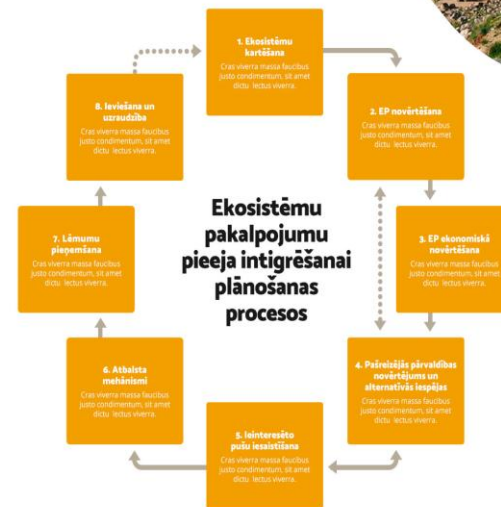 1. Ekosistēmu
kartēšana
Cras viverra massa faucibus
justo condimentum, sit amet
dictu lectus viverra.
2. EP novērtēšana
Cras viverra massa faucibus
justo condimentum, sit amet
dictu lectus viverra.
3. EP ekonomiskā
novērtēšana
Cras viverra massa faucibus
justo condimentum, sit amet
dictu lectus viverra.
4. Pašreizējās pārvaldības
novērtējums un
alternatīvās iespējas
Cras viverra massa faucibus
justo condimentum, sit amet
dictu lectus viverra.
5. Ieinteresēto
pušu iesaistīšana
Cras viverra massa faucibus
justo condimentum, sit amet
dictu lectus viverra.
6. Atbalsta
mehānismi
Cras viverra massa faucibus
justo condimentum, sit amet
dictu lectus viverra.
7. Lēmumu
pieņemšana
Cras viverra massa faucibus
justo condimentum, sit amet
dictu lectus viverra.
8. Ieviešana un
uzraudzība
Cras viverra massa faucibus
justo condimentum, sit amet
dictu lectus viverra.
Ekosistēmu
pakalpojumu
pieeja intigrēšanai
plānošanas
procesos